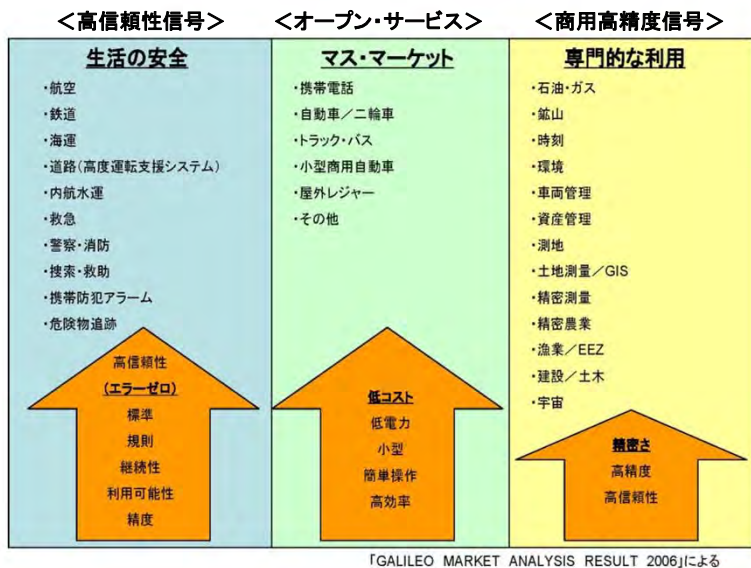 ＜高信頼性信号＞
＜オープン・サービス＞
＜商用高精度信号＞
生活の安全
・航空
・鉄道
・海運
・道路(高度運転支援システム)
・内航水運
・救急
・警察・消防
・捜索・救助
・携帯防犯アラーム
・危険物追跡
高信頼性
(エラーゼロ)
標準
規則
継続性
利用可能性
精度
マス・マーケット
・携帯電話
・自動車／二輪車
・トラック・バス
・小型商用自動車
・屋外レジャー
・その他
低コスト
低電力
小型
簡単操作
高効率
専門的な利用
・石油・ガス
・鉱山
・時刻
・環境
・車両管理
・資産管理
・測地
・土地測量／GIS
・精密測量
・精密農業
・漁業／EEZ
・建設／土木
・宇宙
精密さ
高精度
高信頼性
「GALILEO MARKET ANALYSIS RESULT 2006」による